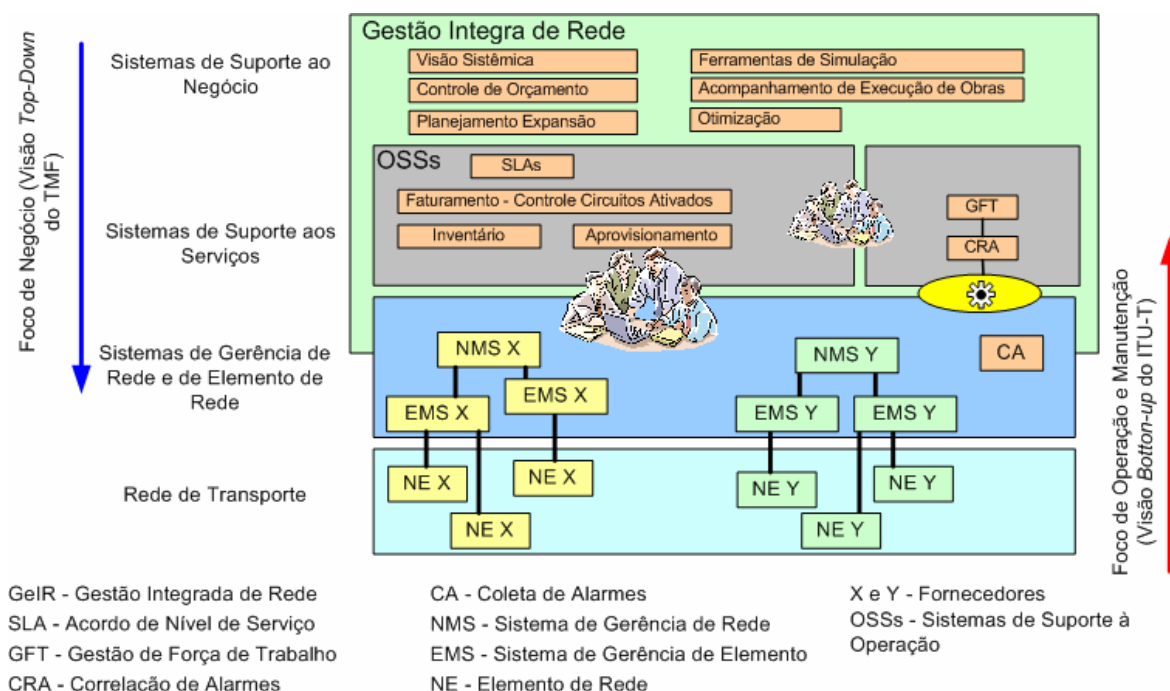 Gestão Integra de Rede
Sistemas de Suporte ao
Negócio
Visão Sistêmica
Ferramentas de Simulação
Controle de Orçamento
Acompanhamento de Execução de Obras
Planejamento Expansão
Otimização
Foco de Negócio (Visão Top-Down
do TMF)
OSSs
SLAs
Faturamento - Controle Circuitos Ativados
Inventário
Aprovisionamento
GFT
CRA
Sistemas de Suporte aos
Serviços
Sistemas de Gerência de
Rede e de Elemento de
Rede
NMS X
EMS X
EMS X
NMS Y
EMS Y
EMS Y
CA
Foco de Operação e Manutenção
(Visão Botton-up do ITU-T)
Rede de Transporte
NE X
NE X
NE X
NE Y
NE Y
NE Y
GeIR - Gestão Integrada de Rede
SLA - Acordo de Nível de Serviço
GFT - Gestão de Força de Trabalho
CRA - Correlação de Alarmes
CA - Coleta de Alarmes
NMS - Sistema de Gerência de Rede
EMS - Sistema de Gerência de Elemento
NE - Elemento de Rede
X e Y - Fornecedores
OSSs - Sistemas de Suporte à
Operação